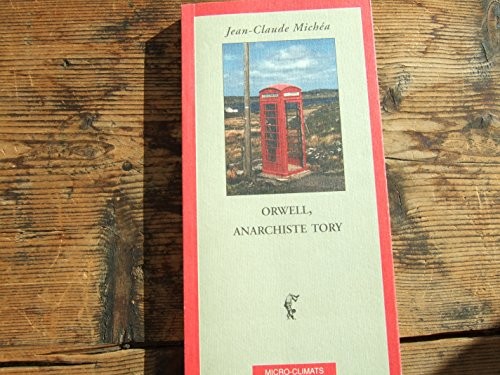 Jean-Claude Michéa
ORWELL,
ANARCHISTE TORY
MICRO-CLIMATS